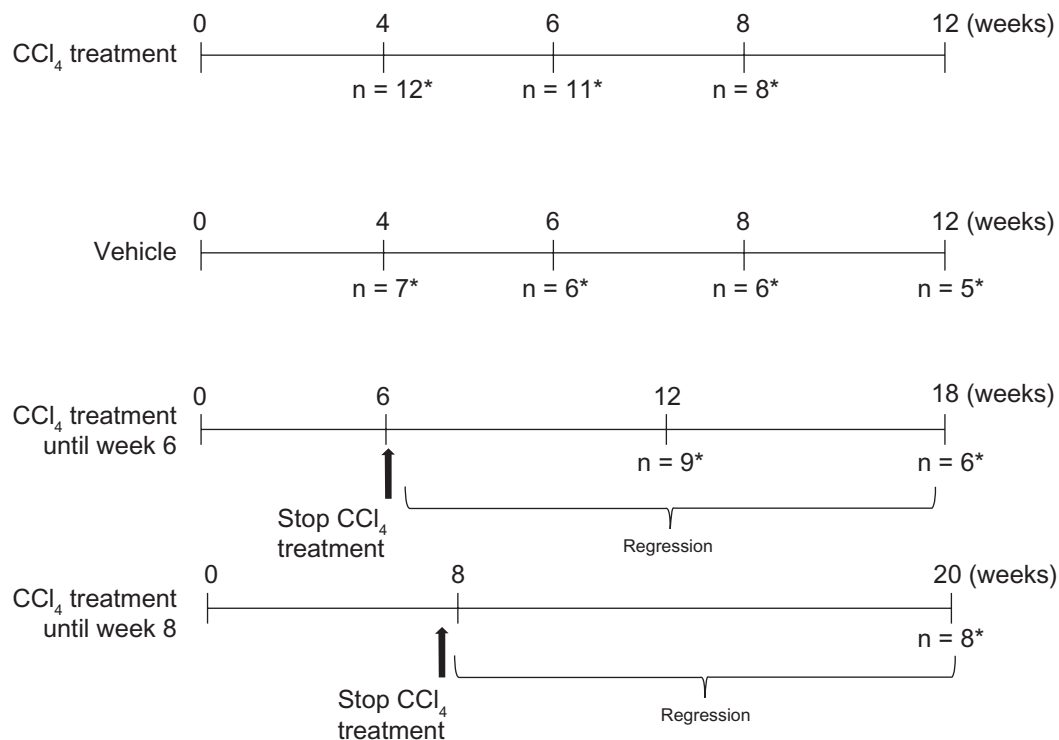 0 4 6 8 12 (weeks)
CCl₄ treatment
n = 12* n = 11* n = 8*
0 4 6 8 12 (weeks)
Vehicle
n = 7* n = 6* n = 6* n = 5*
0 6 12 18 (weeks)
CCl₄ treatment
until week 6
n = 9* n = 6*
Stop CCl₄
treatment
Regression
0 8 20 (weeks)
CCl₄ treatment
until week 8
n = 8*
Stop CCl₄
treatment
Regression